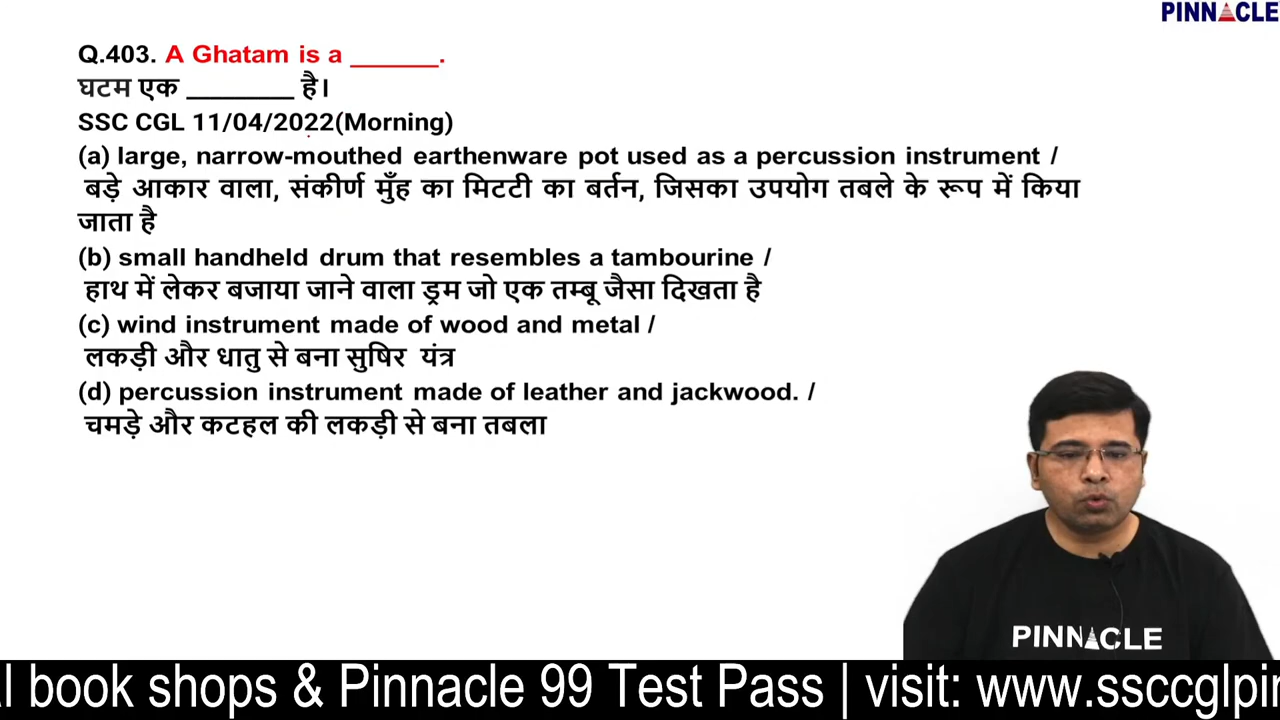 PINNACLE
Q.403. A Ghatam is a ______.
घटम एक ________ है।
SSC CGL 11/04/2022(Morning)
(a) large, narrow-mouthed earthenware pot used as a percussion instrument /
बड़े आकार वाला, संकीर्ण मुँह का मिटटी का बर्तन, जिसका उपयोग तबले के रूप में किया
जाता है
(b) small handheld drum that resembles a tambourine /
हाथ में लेकर बजाया जाने वाला ड्रम जो एक तम्बू जैसा दिखता है
(c) wind instrument made of wood and metal /
लकड़ी और धातु से बना सुषिर यंत्र
(d) percussion instrument made of leather and jackwood. /
चमड़े और कटहल की लकड़ी से बना तबला
PINNACLE
l book shops & Pinnacle 99 Test Pass | visit: www.ssccglpin